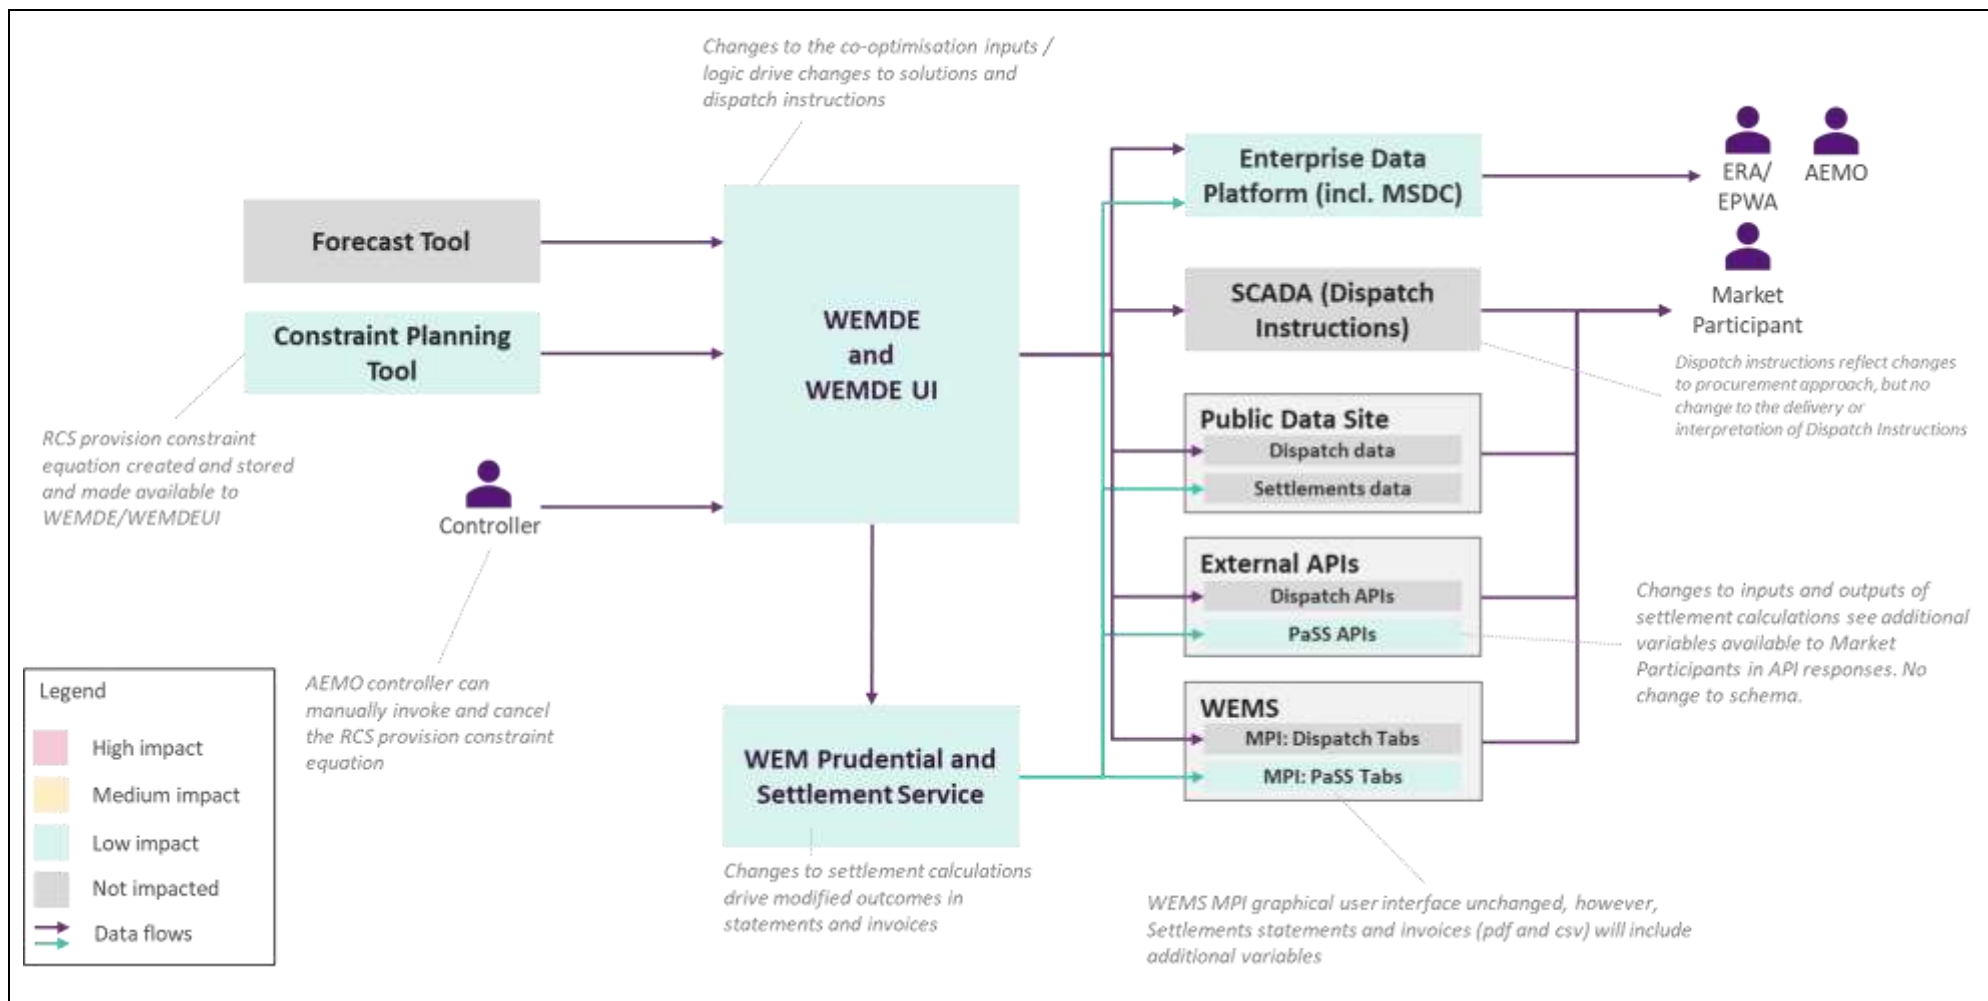 Changes to the co-optimisation inputs /
logic drive changes to solutions and
dispatch instructions
Forecast Tool
Constraint Planning
Tool
RCS provision constraint
equation created and stored
and made available to
WEMDE/WEMDEUI
Controller
AEMO controller can
manually invoke and cancel
the RCS provision constraint
equation
WEMDE
and
WEMDE UI
WEM Prudential and
Settlement Service
Changes to settlement calculations
drive modified outcomes in
statements and invoices
Enterprise Data
Platform (incl. MSDC)
SCADA (Dispatch
Instructions)
Public Data Site
Dispatch data
Settlements data
External APIs
Dispatch APIs
PaSS APIs
WEMS
MPI: Dispatch Tabs
MPI: PaSS Tabs
WEMS MPI graphical user interface unchanged, however,
Settlements statements and invoices (pdf and csv) will include
additional variables
ERA/
EPWA
AEMO
Market
Participant
Dispatch instructions reflect changes
to procurement approach, but no
change to the delivery or
interpretation of Dispatch Instructions
Changes to inputs and outputs of
settlement calculations see additional
variables available to Market
Participants in API responses. No
change to schema.
Legend
High impact
Medium impact
Low impact
Not impacted
Data flows